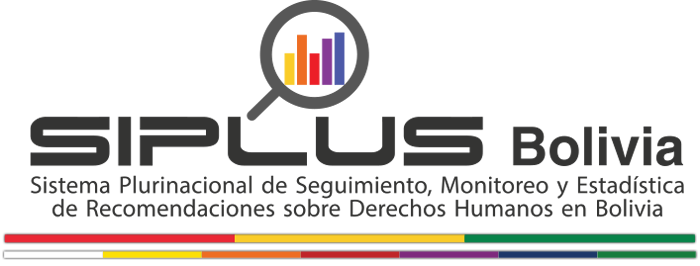 SIPLUS Bolivia
Sistema Plurinacional de Seguimiento, Monitoreo y Estadística
de Recomendaciones sobre Derechos Humanos en Bolivia